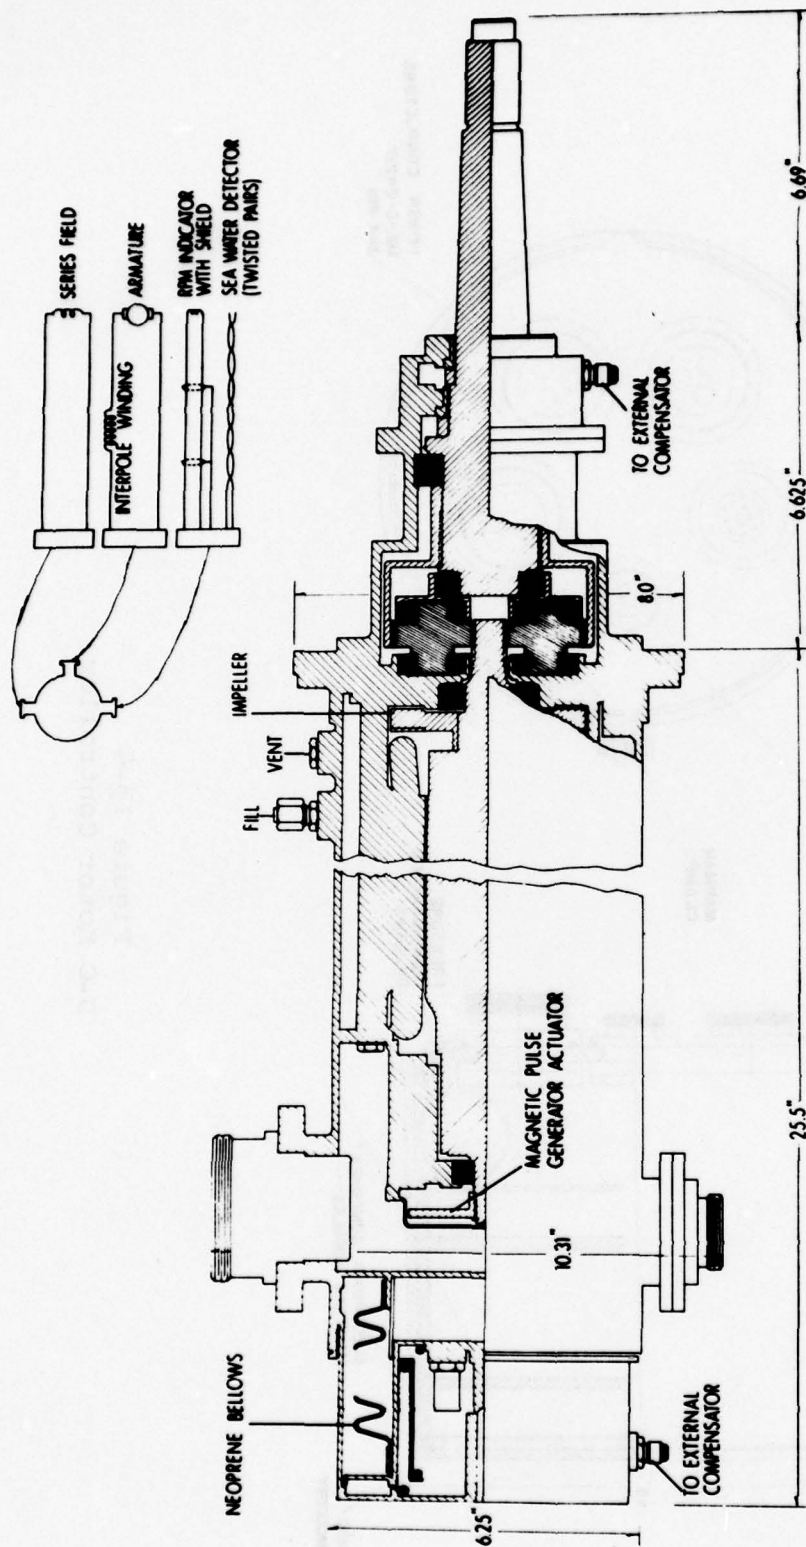 SERIES FIELD
INTERPOLE WINDING
ARMATURE
RPM INDICATOR
WITH SHIELD
SEA WATER DETECTOR
(TWISTED PAIRS)
NEOPRENE BELLOWS
FILL
VENT
IMPELLER
MAGNETIC PULSE
GENERATOR ACTUATOR
10.31"
8.0"
6.25"
TO EXTERNAL
COMPENSATOR
TO EXTERNAL
COMPENSATOR
25.5"
6.625"
6.69"